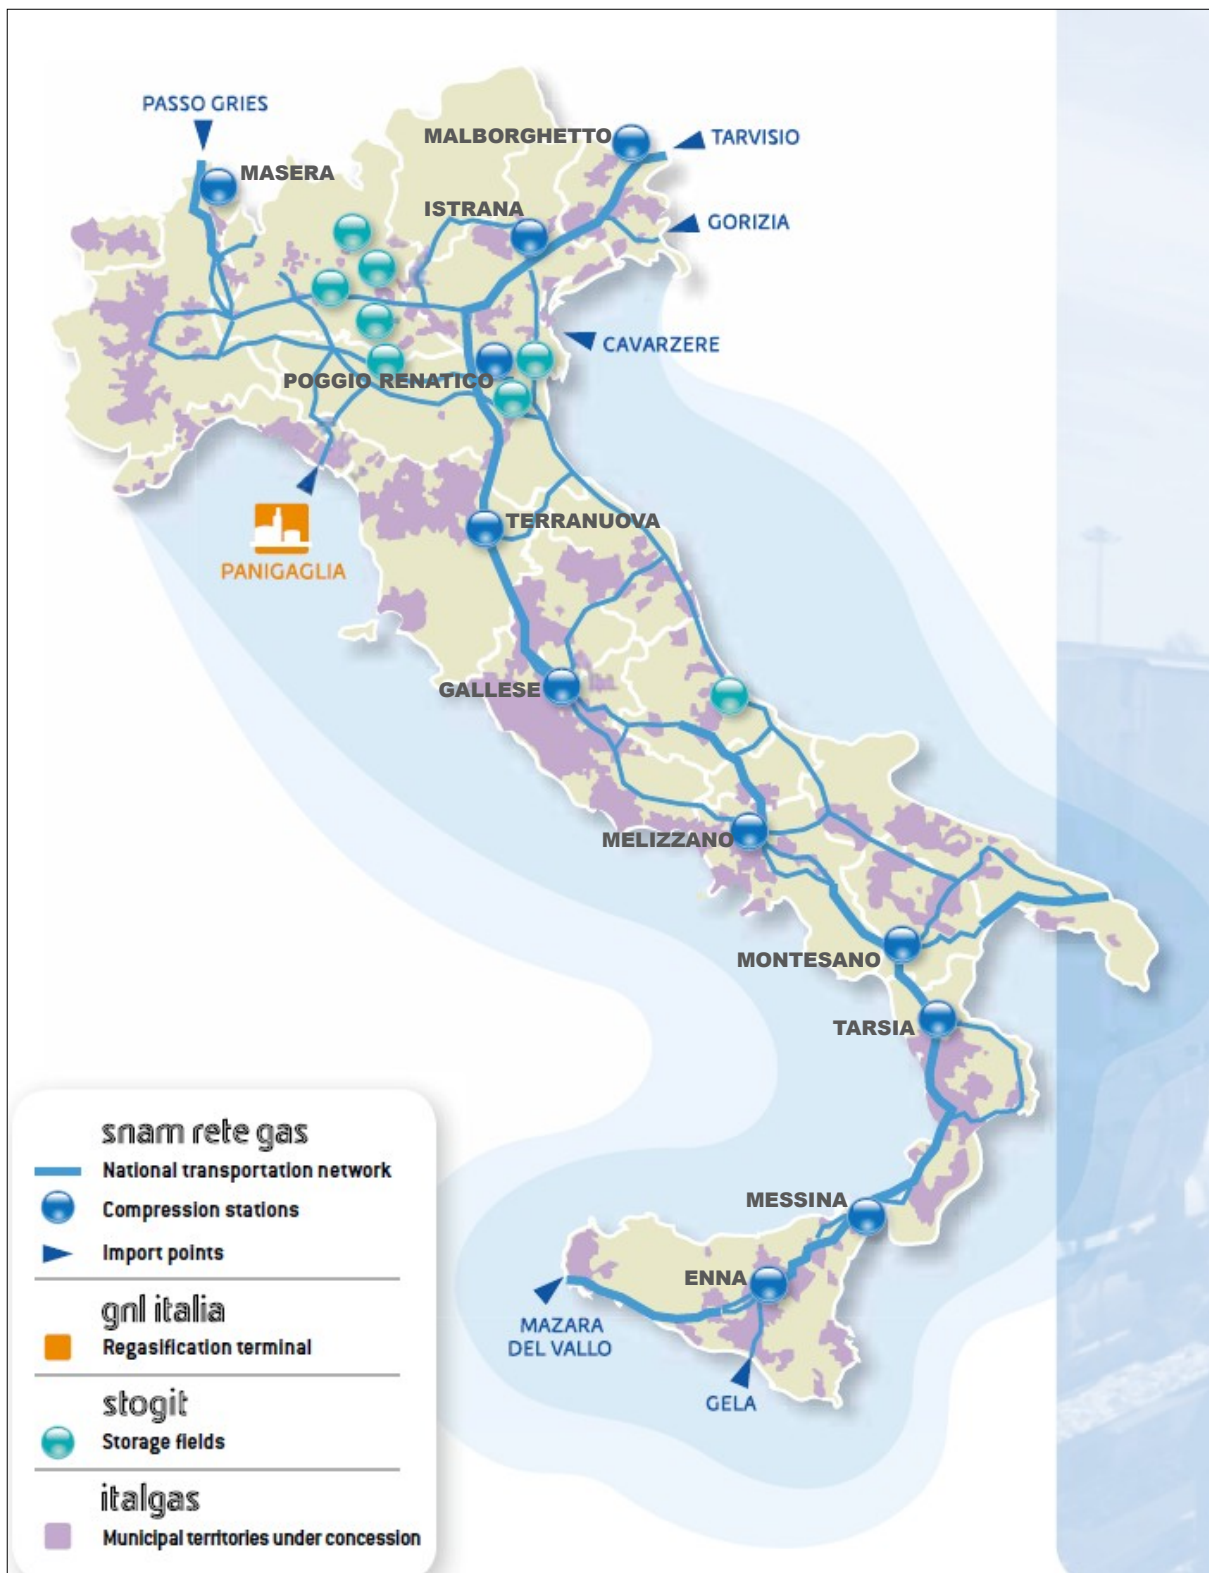 PASSO GRIES
MALBORGHETTO
TARVISIO
MASERA
ISTRANA
GORIZIA
CAVARZERE
POGGIO RENATICO
TERRANUOVA
PANIGAGLIA
GALLESE
MELIZZANO
MONTESANO
TARSIA
MESSINA
ENNA
MAZARA
DEL VALLO
GELA
snam rete gas
National transportation network
Compression stations
Import points
gnl italia
Regasification terminal
stogit
Storage fields
italgas
Municipal territories under concession